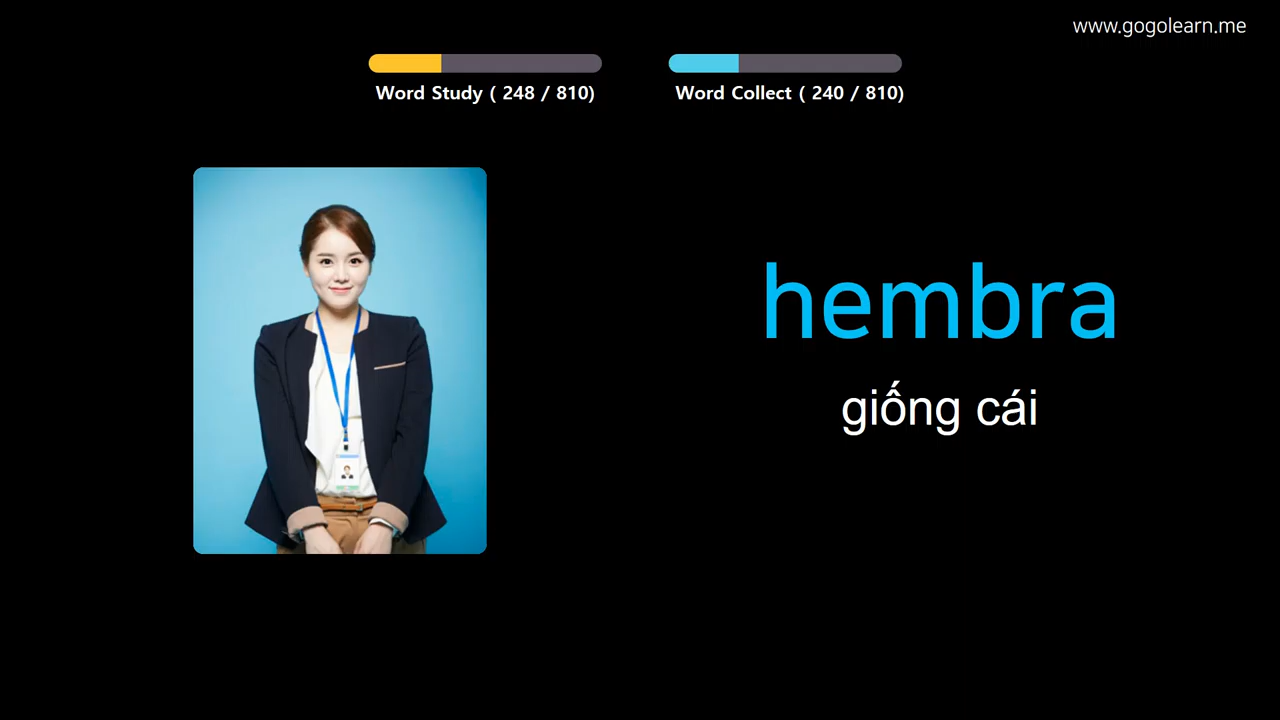 www.gogolearn.me
Word Study ( 248 / 810)
Word Collect ( 240 / 810)
hembra
giống cái